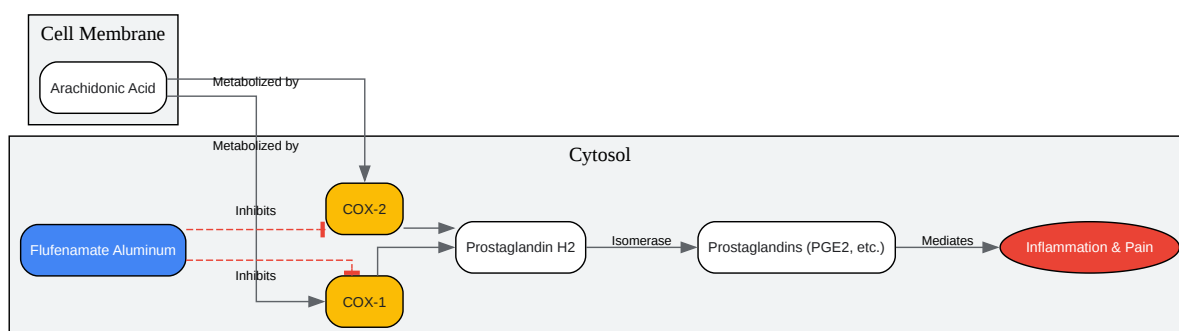 Cell Membrane
Arachidonic Acid
Metabolized by
Metabolized by
Cytosol
Inhibits
COX-2
Flufenamate Aluminum
Prostaglandin H2
Isomerase
Prostaglandins (PGE2, etc.)
Mediates
Inflammation & Pain
Inhibits
COX-1